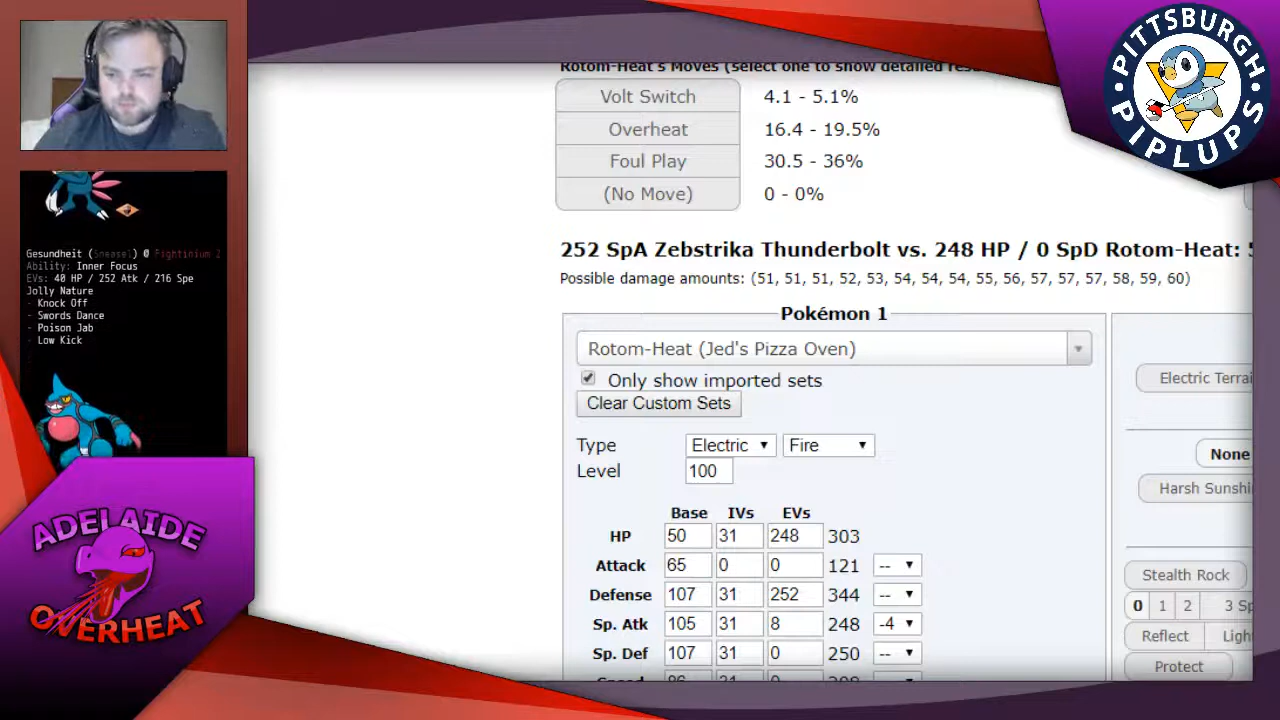 Rotom-Heat's Moves (select one to show detailed res
Volt Switch 4.1 - 5.1%
Overheat 16.4 - 19.5%
Foul Play 30.5 - 36%
(No Move) 0 - 0%
252 SpA Zebstrika Thunderbolt vs. 248 HP / 0 SpD Rotom-Heat:
Possible damage amounts: (51, 51, 51, 52, 53, 54, 54, 54, 55, 56, 57, 57, 57, 58, 59, 60)
Pokémon 1
Rotom-Heat (Jed's Pizza Oven)
Only show imported sets
Clear Custom Sets
Type Electric Fire
Level 100
Base IVs EVs
HP 50 31 248 303
Attack 65 0 0 121 --
Defense 107 31 252 344 --
Sp. Atk 105 31 8 248 -4
Sp. Def 107 31 0 250 --
Electric Terrai
None
Harsh Sunshi
Stealth Rock
0 1 2 3 Sp
Reflect Ligh
Protect
Gesundheit (Sneasel) @ Fightinium Z
Ability: Inner Focus
EVs: 40 HP / 252 Atk / 216 Spe
Jolly Nature
- Knock Off
- Swords Dance
- Poison Jab
- Low Kick
ADELAIDE
OVERHEAT
PITTSBURGH
PIPLUPS